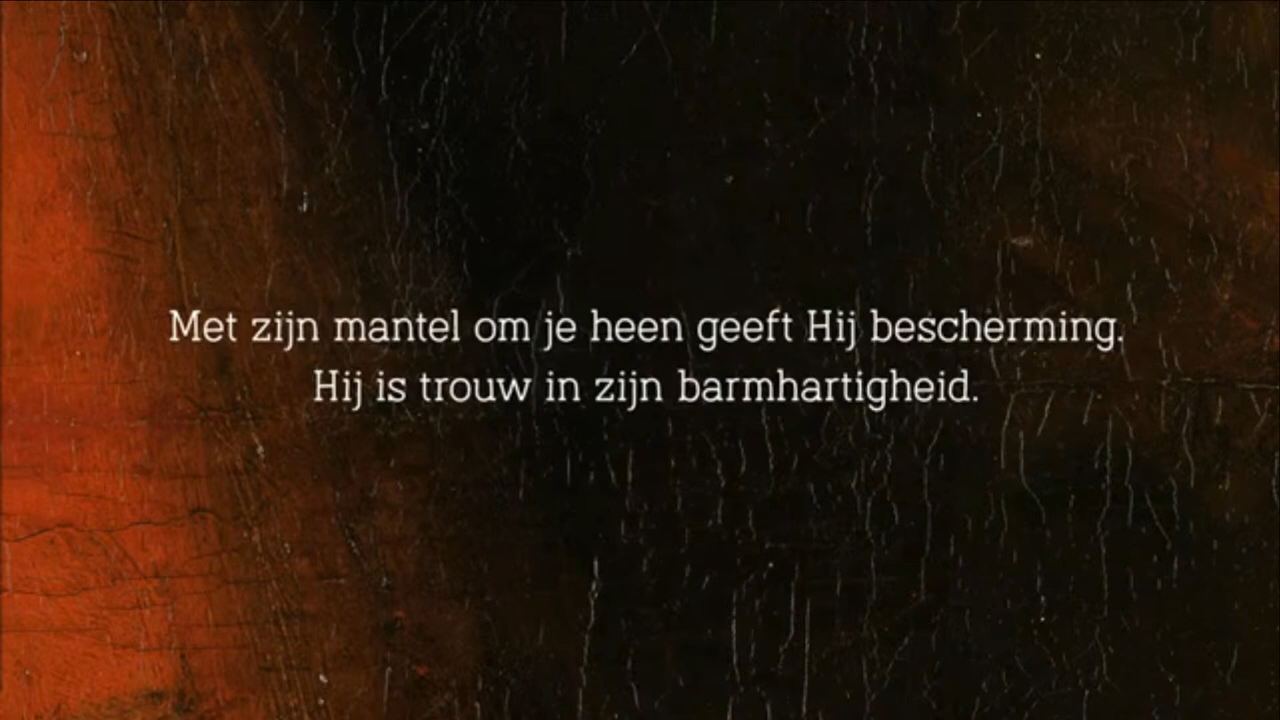 Met zijn mantel om je heen geeft Hij bescherming.
Hij is trouw in zijn barmhartigheid.